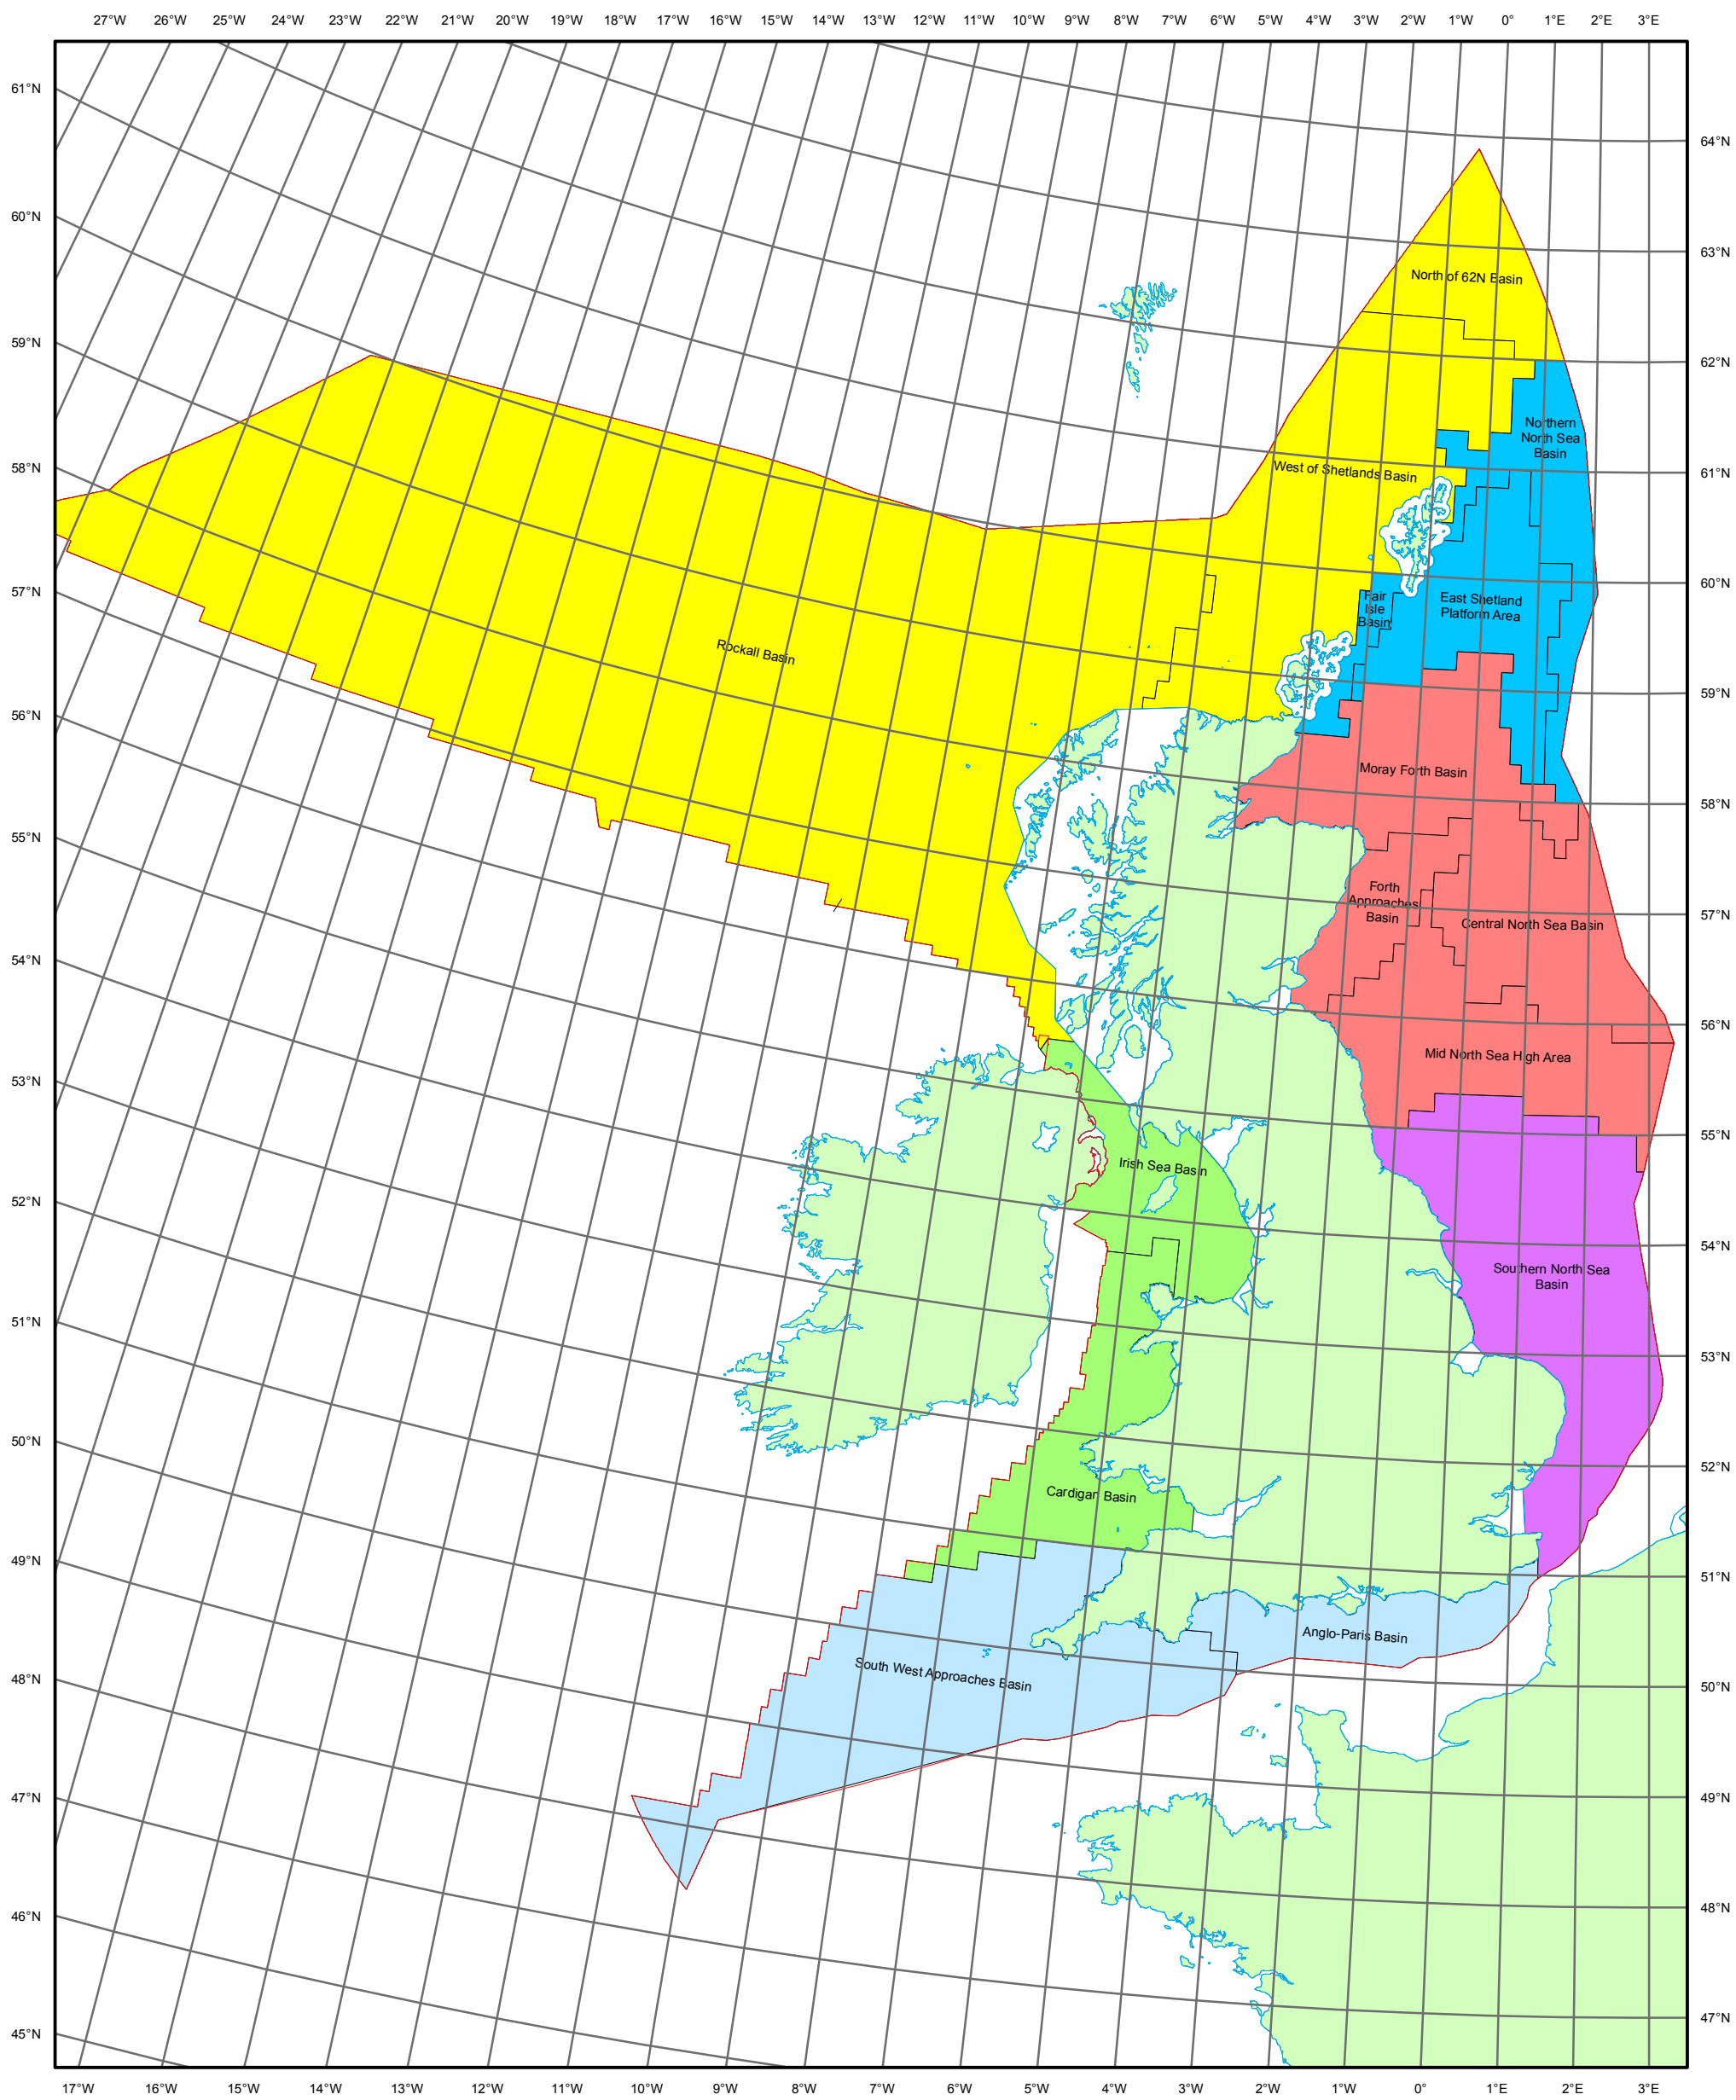 27°W 26°W 25°W 24°W 23°W 22°W 21°W 20°W 19°W 18°W 17°W 16°W 15°W 14°W 13°W 12°W 11°W 10°W 9°W 8°W 7°W 6°W 5°W 4°W 3°W 2°W 1°W 0° 1°E 2°E 3°E
61°N
64°N
60°N
63°N
North of 62N Basin
59°N
62°N
Northern
North Sea
Basin
58°N
West of Shetlands Basin
61°N
57°N
60°N
Fair
Isle
Basin
East Shetland
Platform Area
Rockall Basin
56°N
59°N
Moray Forth Basin
55°N
58°N
Forth
Approaches
Basin
Central North Sea Basin
57°N
54°N
56°N
Mid North Sea High Area
53°N
55°N
Irish Sea Basin
52°N
54°N
Southern North Sea
Basin
51°N
53°N
50°N
52°N
Cardigan Basin
49°N
51°N
Anglo-Paris Basin
South West Approaches Basin
48°N
50°N
47°N
49°N
46°N
48°N
45°N
47°N
17°W 16°W 15°W 14°W 13°W 12°W 11°W 10°W 9°W 8°W 7°W 6°W 5°W 4°W 3°W 2°W 1°W 0° 1°E 2°E 3°E